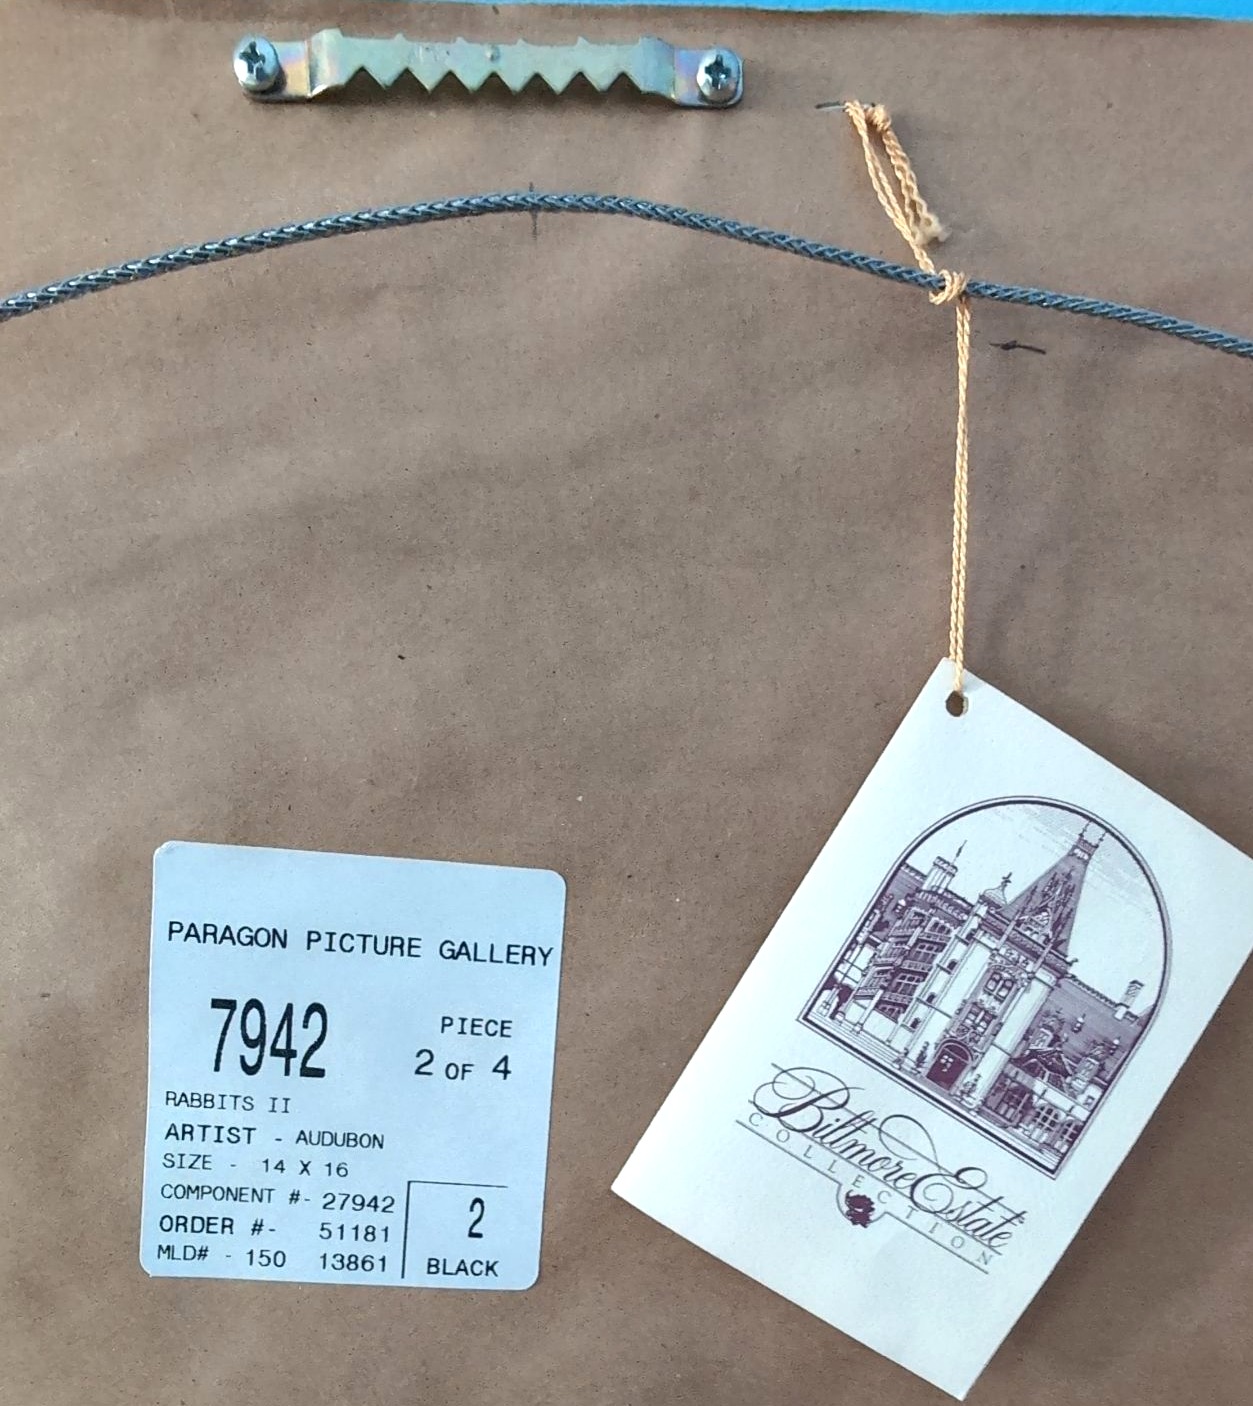 PARAGON PICTURE GALLERY
7942 PIECE
2 OF 4
RABBITS II
ARTIST - AUDUBON
SIZE - 14 X 16
COMPONENT #- 27942
ORDER #- 51181
MLD# - 150 13861
2
BLACK
Biltmore Estate
COLLECTION